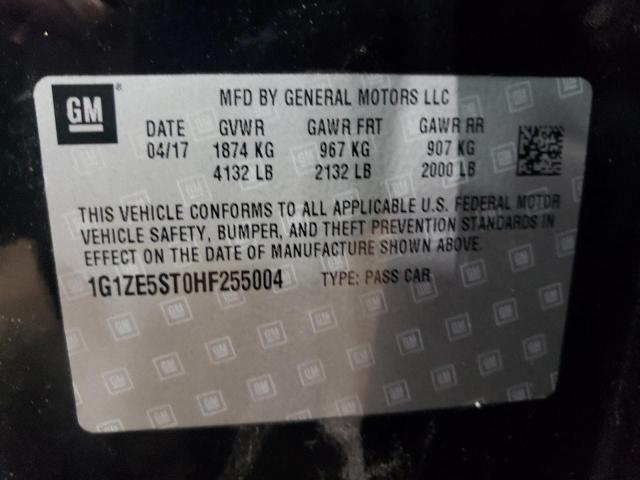 GM
MFD BY GENERAL MOTORS LLC
DATE GVWR GAWR FRT GAWR RR
04/17 1874 KG 967 KG 907 KG
4132 LB 2132 LB 2000 LB
THIS VEHICLE CONFORMS TO ALL APPLICABLE U.S. FEDERAL MOTOR
VEHICLE SAFETY, BUMPER, AND THEFT PREVENTION STANDARDS IN
EFFECT ON THE DATE OF MANUFACTURE SHOWN ABOVE.
1G1ZE5ST0HF255004 TYPE: PASS CAR